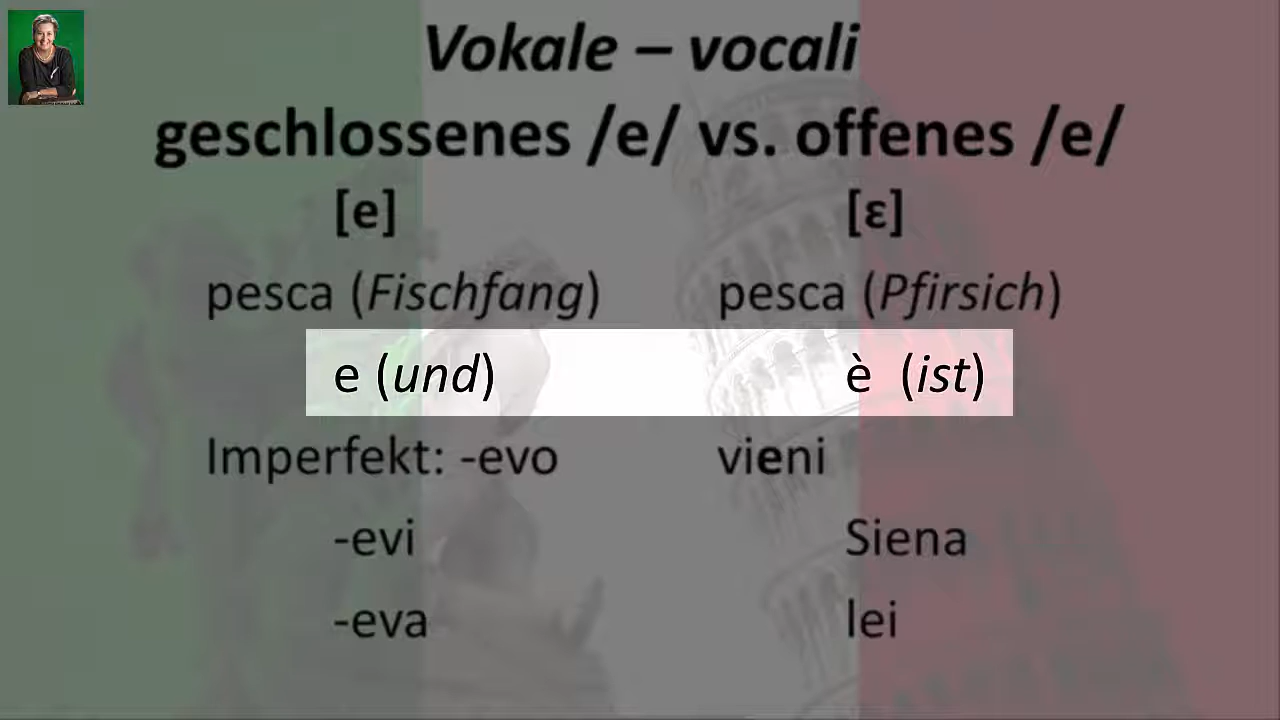 Vokale – vocali
geschlossenes /e/ vs. offenes /e/
[e] [ɛ]
pesca (Fischfang) pesca (Pfirsich)
e (und) è (ist)
Imperfekt: -evo vieni
-evi Siena
-eva lei